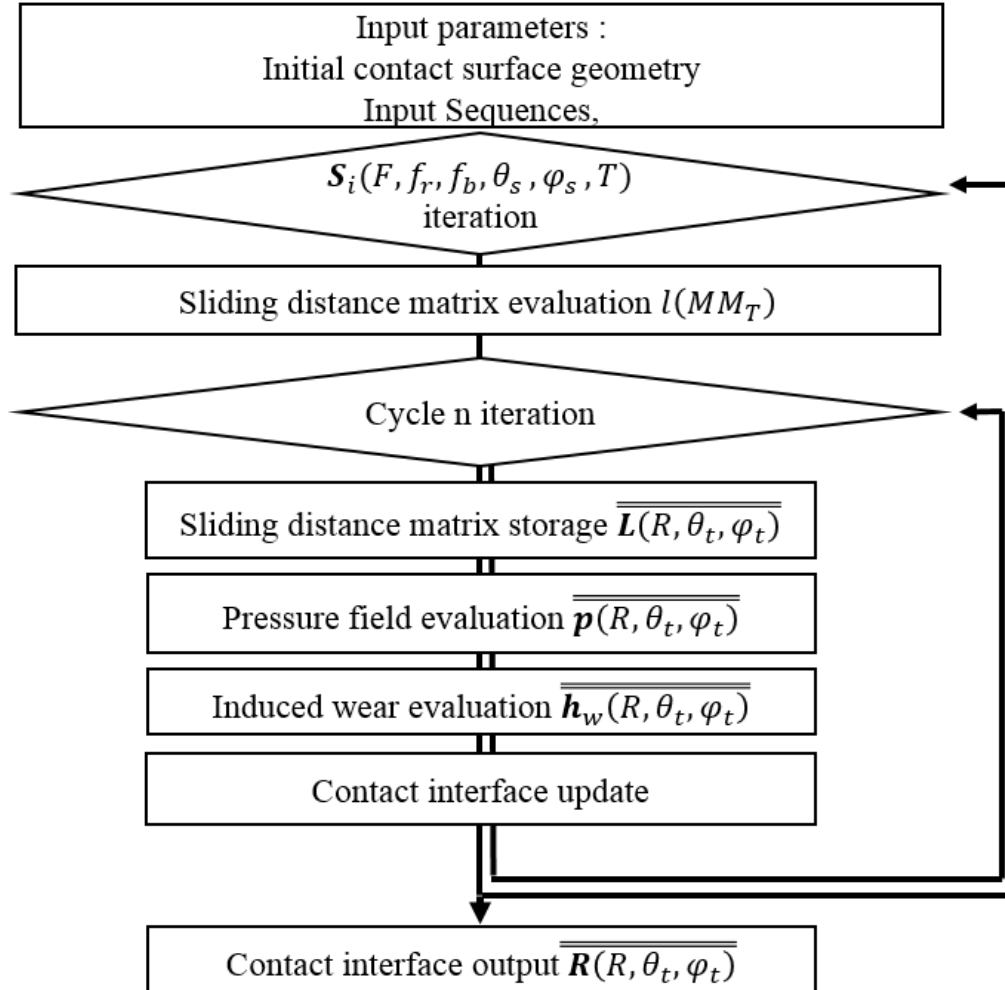 Input parameters :
Initial contact surface geometry
Input Sequences,
𝑺ᵢ(F, f_r, f_b, θ_s, φ_s, T)
iteration
Sliding distance matrix evaluation l(MM_T)
Cycle n iteration
Sliding distance matrix storage L(R, θ_t, φ_t)
Pressure field evaluation p(R, θ_t, φ_t)
Induced wear evaluation h_w(R, θ_t, φ_t)
Contact interface update
Contact interface output R(R, θ_t, φ_t)